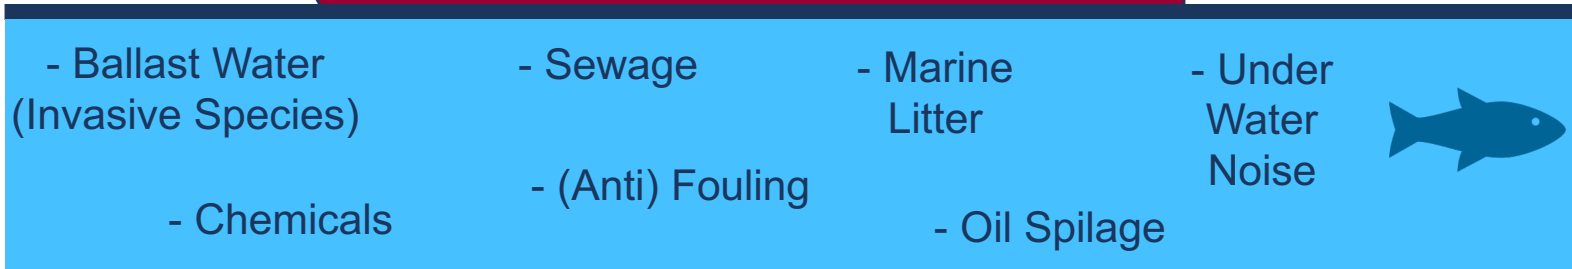 - Ballast Water
(Invasive Species)
- Sewage
- Marine
Litter
- Under
Water
Noise
- (Anti) Fouling
- Chemicals
- Oil Spilage